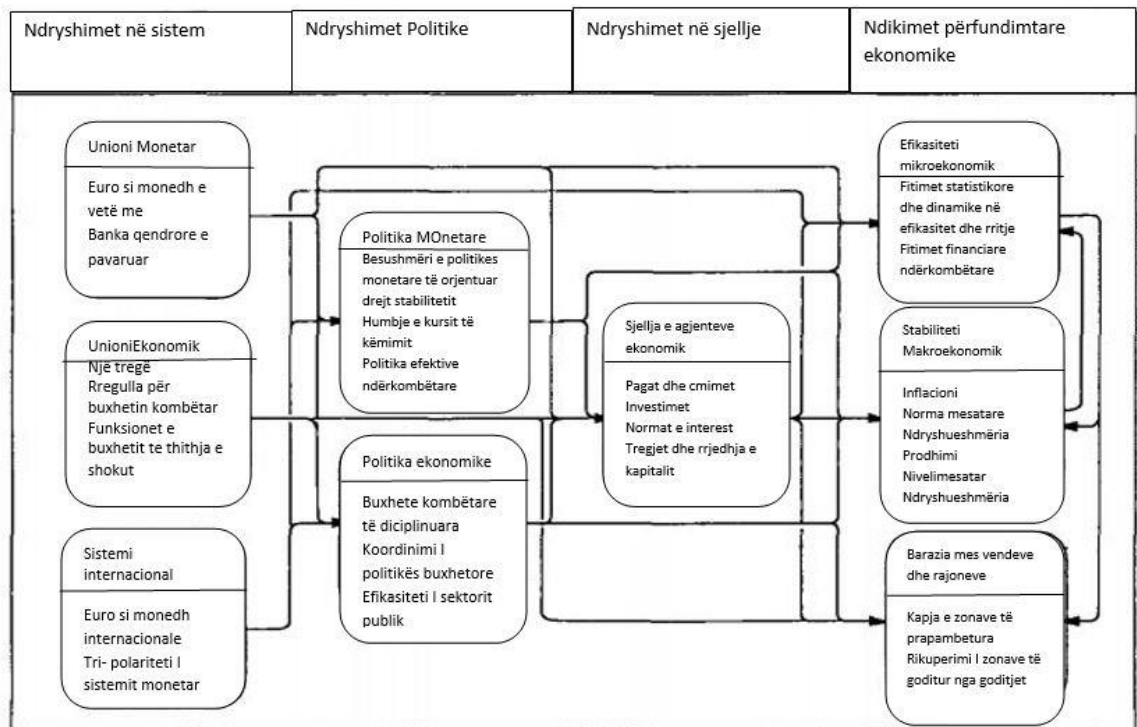 Ndryshimet në sistem
Ndryshimet Politike
Ndryshimet në sjellje
Ndikimet përfundimtare
ekonomike
Unioni Monetar
Euro si monedh e
vetë me
Banka qendrore e
pavaruar
UnioniEkonomik
Një tregë
Rregulla për
buxhetin kombëtar
Funksionet e
buxhetit te thithja e
shokut
Sistemi
internacional
Euro si monedh
internacionale
Tri- polariteti I
sistemit monetar
Politika MOnetare
Besushmëri e politikes
monetare të orjentuar
drejt stabilitetit
Humbje e kursit të
këmimit
Politika efektive
ndërkombëtare
Politika ekonomike
Buxhete kombëtare
të diciplinuara
Koordinimi I
politikës buxhetore
Efikasiteti I sektorit
publik
Sjellja e agjenteve
ekonomik
Pagat dhe cmimet
Investimet
Normat e interest
Tregjet dhe rrjedhja e
kapitalit
Efikasiteti
mikroekonomik
Fitimet statistikore
dhe dinamike në
efikasitet dhe rritje
Fitimet financiare
ndërkombëtare
Stabiliteti
Makroekonomik
Inflacioni
Norma mesatare
Ndryshueshmëria
Prodhimi
Nivelimesatar
Ndryshueshmëria
Barazia mes vendeve
dhe rajoneve
Kapja e zonave të
prapambetura
Rikuperimi I zonave të
goditur nga goditjet